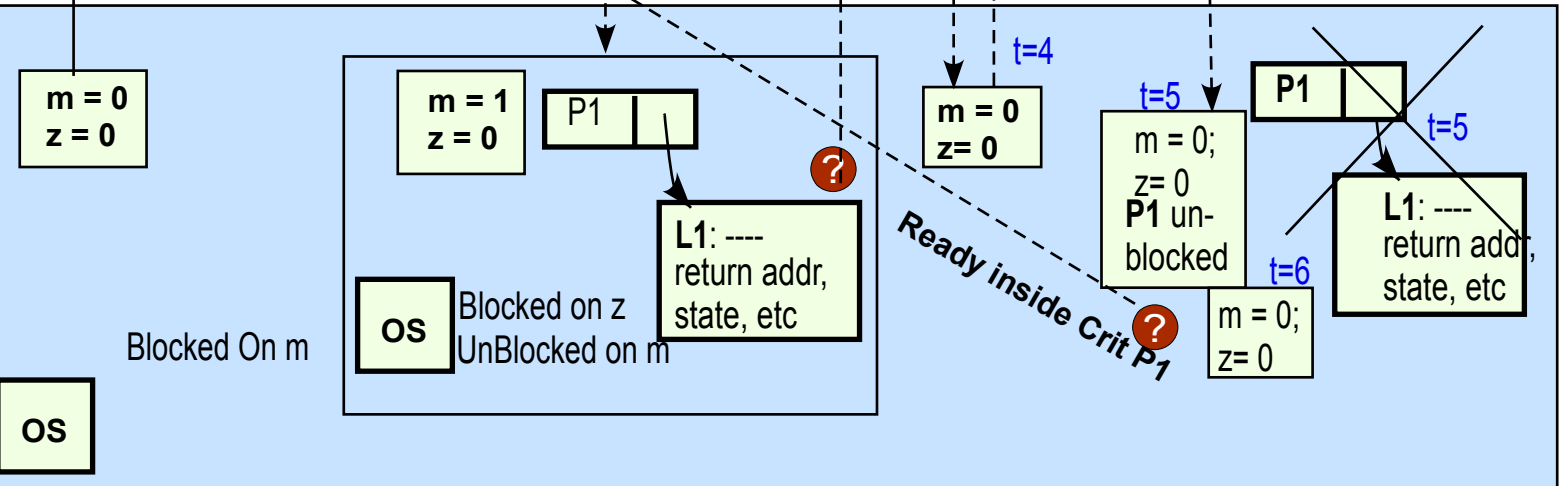 m = 0
z = 0
Blocked On m
OS
m = 1
z = 0
P1
?
L1: ----
return addr,
state, etc
OS
Blocked on z
UnBlocked on m
m = 0
z= 0
t=4
Ready inside Crit P1
?
t=5
m = 0;
z= 0
P1 un-
blocked
t=6
m = 0;
z= 0
P1
t=5
L1: ----
return addr,
state, etc